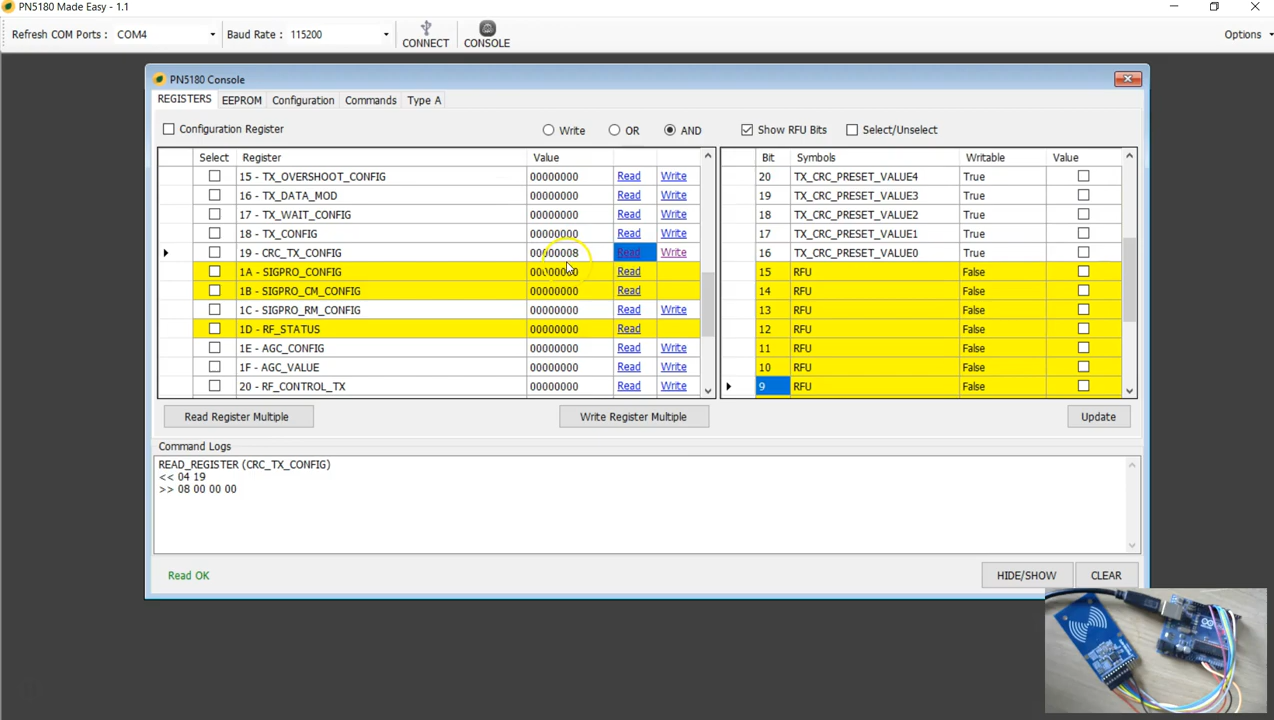 PN5180 Made Easy - 1.1
Refresh COM Ports : COM4 Baud Rate : 115200 CONNECT CONSOLE Options
PN5180 Console
REGISTERS EEPROM Configuration Commands Type A
Configuration Register Write OR AND Show RFU Bits Select/Unselect
Select Register Value
15 - TX_OVERSHOOT_CONFIG 00000000 Read Write
16 - TX_DATA_MOD 00000000 Read Write
17 - TX_WAIT_CONFIG 00000000 Read Write
18 - TX_CONFIG 00000000 Read Write
19 - CRC_TX_CONFIG 00000008 Read Write
1A - SIGPRO_CONFIG 00000000 Read
1B - SIGPRO_CM_CONFIG 00000000 Read
1C - SIGPRO_RM_CONFIG 00000000 Read Write
1D - RF_STATUS 00000000 Read
1E - AGC_CONFIG 00000000 Read Write
1F - AGC_VALUE 00000000 Read Write
20 - RF_CONTROL_TX 00000000 Read Write
Bit Symbols Writable Value
20 TX_CRC_PRESET_VALUE4 True
19 TX_CRC_PRESET_VALUE3 True
18 TX_CRC_PRESET_VALUE2 True
17 TX_CRC_PRESET_VALUE1 True
16 TX_CRC_PRESET_VALUE0 True
15 RFU False
14 RFU False
13 RFU False
12 RFU False
11 RFU False
10 RFU False
9 RFU False
Read Register Multiple Write Register Multiple Update
Command Logs
READ_REGISTER (CRC_TX_CONFIG)
<< 04 19
>> 08 00 00 00
Read OK HIDE/SHOW CLEAR